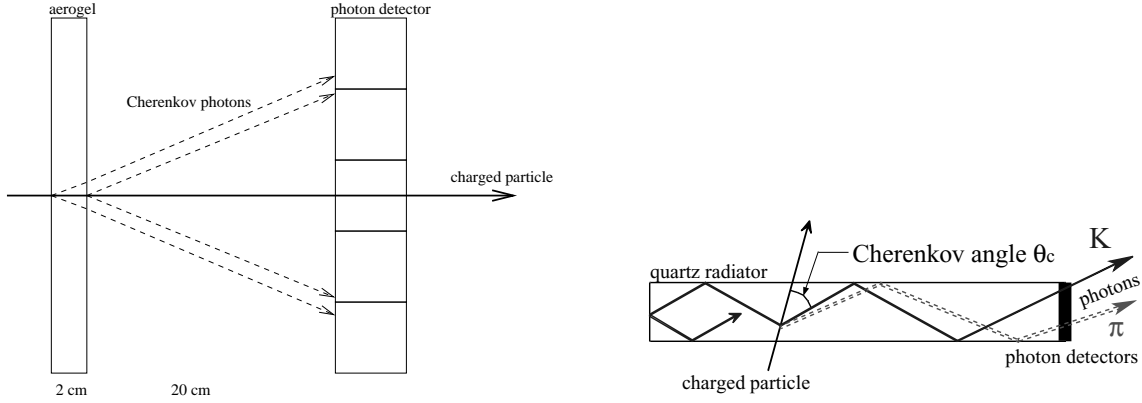 aerogel
photon detector
Cherenkov photons
charged particle
2 cm
20 cm
Cherenkov angle θc
quartz radiator
K
photons
π
photon detectors
charged particle